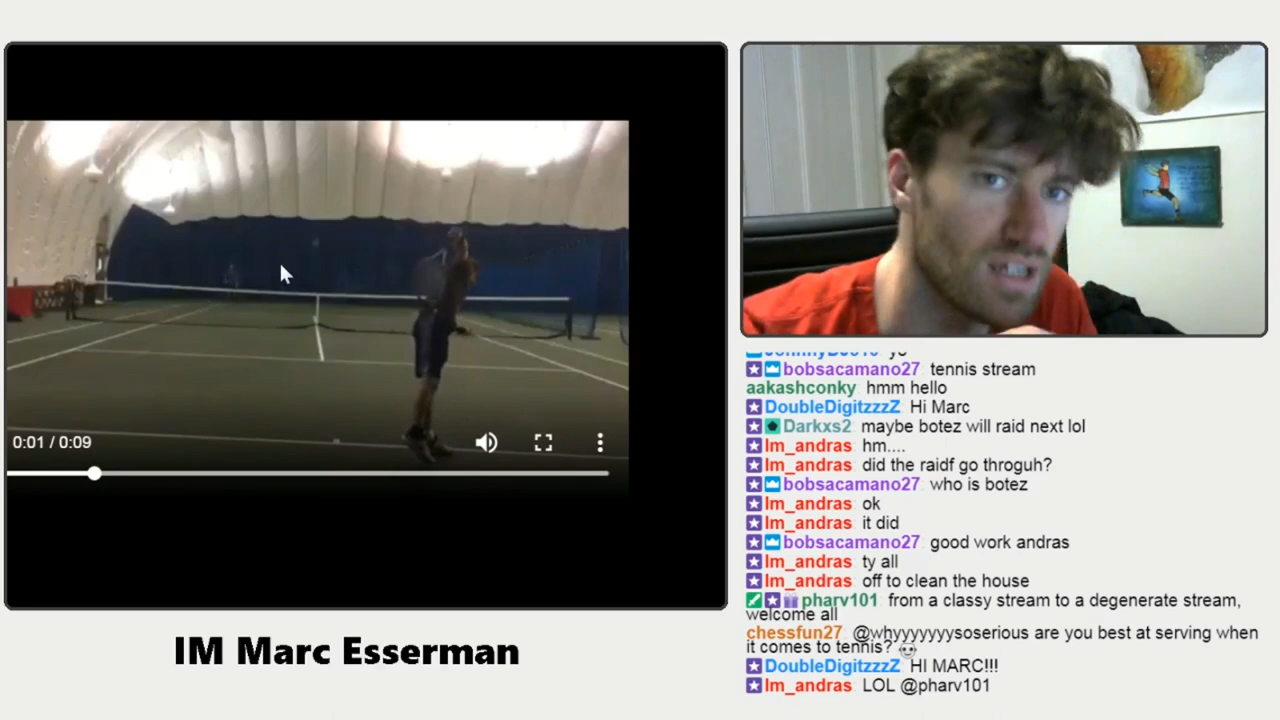 0:01 / 0:09
IM Marc Esserman
bobsacamano27 tennis stream
aakashconky hmm hello
DoubleDigitzzzZ Hi Marc
Darkxs2 maybe botez will raid next lol
Im_andras hm....
Im_andras did the raidf go throguh?
bobsacamano27 who is botez
Im_andras ok
Im_andras it did
bobsacamano27 good work andras
Im_andras ty all
Im_andras off to clean the house
pharv101 from a classy stream to a degenerate stream,
welcome all
chessfun27 @whyyyyyyysoserious are you best at serving when
it comes to tennis?
DoubleDigitzzzZ HI MARC!!!
Im_andras LOL @pharv101